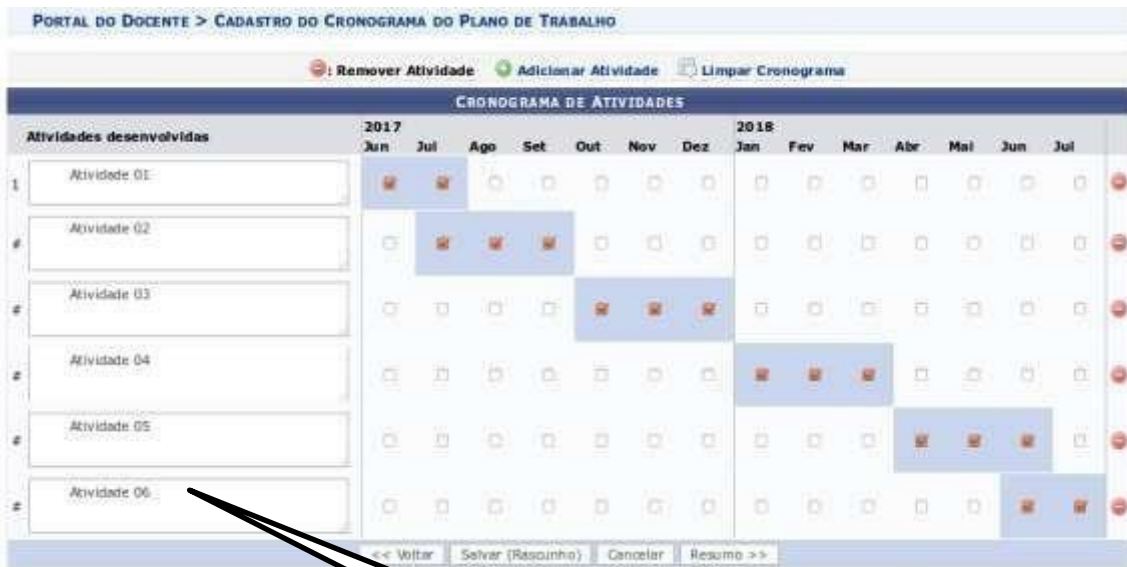 PORTAL DO DOCENTE > CADASTRO DO CRONOGRAMA DO PLANO DE TRABALHO
: Remover Atividade Adicionar Atividade Limpar Cronograma
CRONOGRAMA DE ATIVIDADES
Atividades desenvolvidas
2017 2018
Jun Jul Ago Set Out Nov Dez Jan Fev Mar Abr Mai Jun Jul
1 Atividade 01
# Atividade 02
# Atividade 03
# Atividade 04
# Atividade 05
# Atividade 06
<< Voltar Salvar (Rascunho) Cancelar Resumo >>